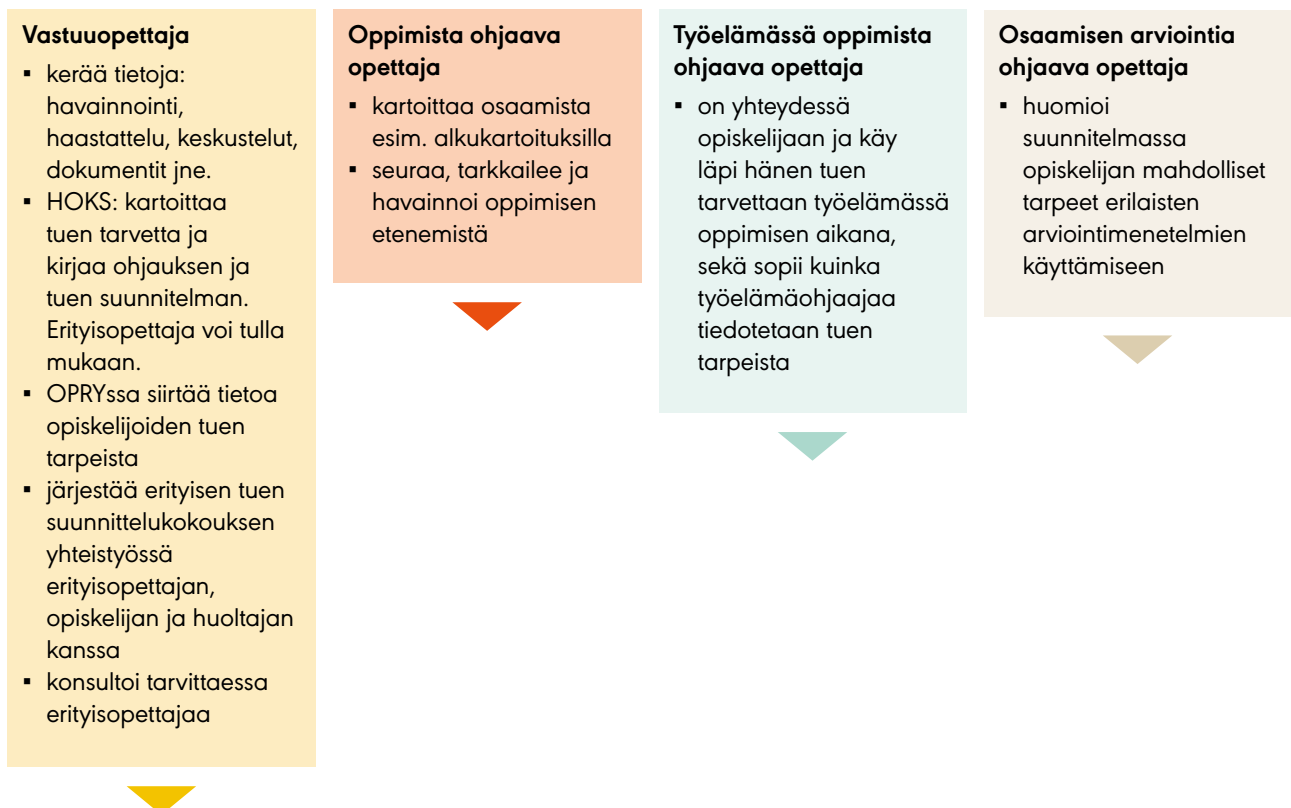 Vastuuopettaja
▪ kerää tietoja:
havainnointi,
haastattelu, keskustelut,
dokumentit jne.
▪ HOKS: kartoittaa
tuen tarvetta ja
kirjaa ohjauksen ja
tuen suunnitelman.
Erityisopettaja voi tulla
mukaan.
▪ OPRYssa siirtää tietoa
opiskelijoiden tuen
tarpeista
▪ järjestää erityisen tuen
suunnittelukokouksen
yhteistyössä
erityisopettajan,
opiskelijan ja huoltajan
kanssa
▪ konsultoi tarvittaessa
erityisopettajaa
Oppimista ohjaava
opettaja
▪ kartoittaa osaamista
esim. alkukartoituksilla
▪ seuraa, tarkkailee ja
havainnoi oppimisen
etenemistä
Työelämässä oppimista
ohjaava opettaja
▪ on yhteydessä
opiskelijaan ja käy
läpi hänen tuen
tarvettaan työelämässä
oppimisen aikana,
sekä sopii kuinka
työelämäohjaajaa
tiedotetaan tuen
tarpeista
Osaamisen arviointia
ohjaava opettaja
▪ huomioi
suunnitelmassa
opiskelijan mahdolliset
tarpeet erilaisten
arviointimenetelmien
käyttämiseen